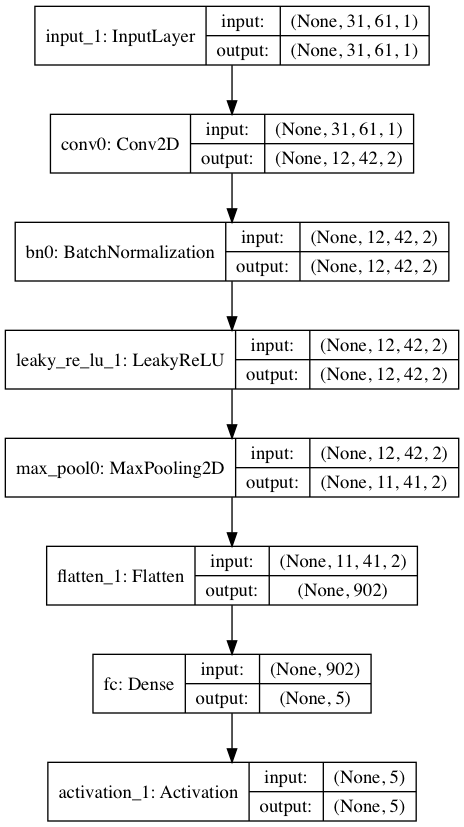 input_1: InputLayer
input:
(None, 31, 61, 1)
output:
(None, 31, 61, 1)
conv0: Conv2D
input:
(None, 31, 61, 1)
output:
(None, 12, 42, 2)
bn0: BatchNormalization
input:
(None, 12, 42, 2)
output:
(None, 12, 42, 2)
leaky_re_lu_1: LeakyReLU
input:
(None, 12, 42, 2)
output:
(None, 12, 42, 2)
max_pool0: MaxPooling2D
input:
(None, 12, 42, 2)
output:
(None, 11, 41, 2)
flatten_1: Flatten
input:
(None, 11, 41, 2)
output:
(None, 902)
fc: Dense
input:
(None, 902)
output:
(None, 5)
activation_1: Activation
input:
(None, 5)
output:
(None, 5)